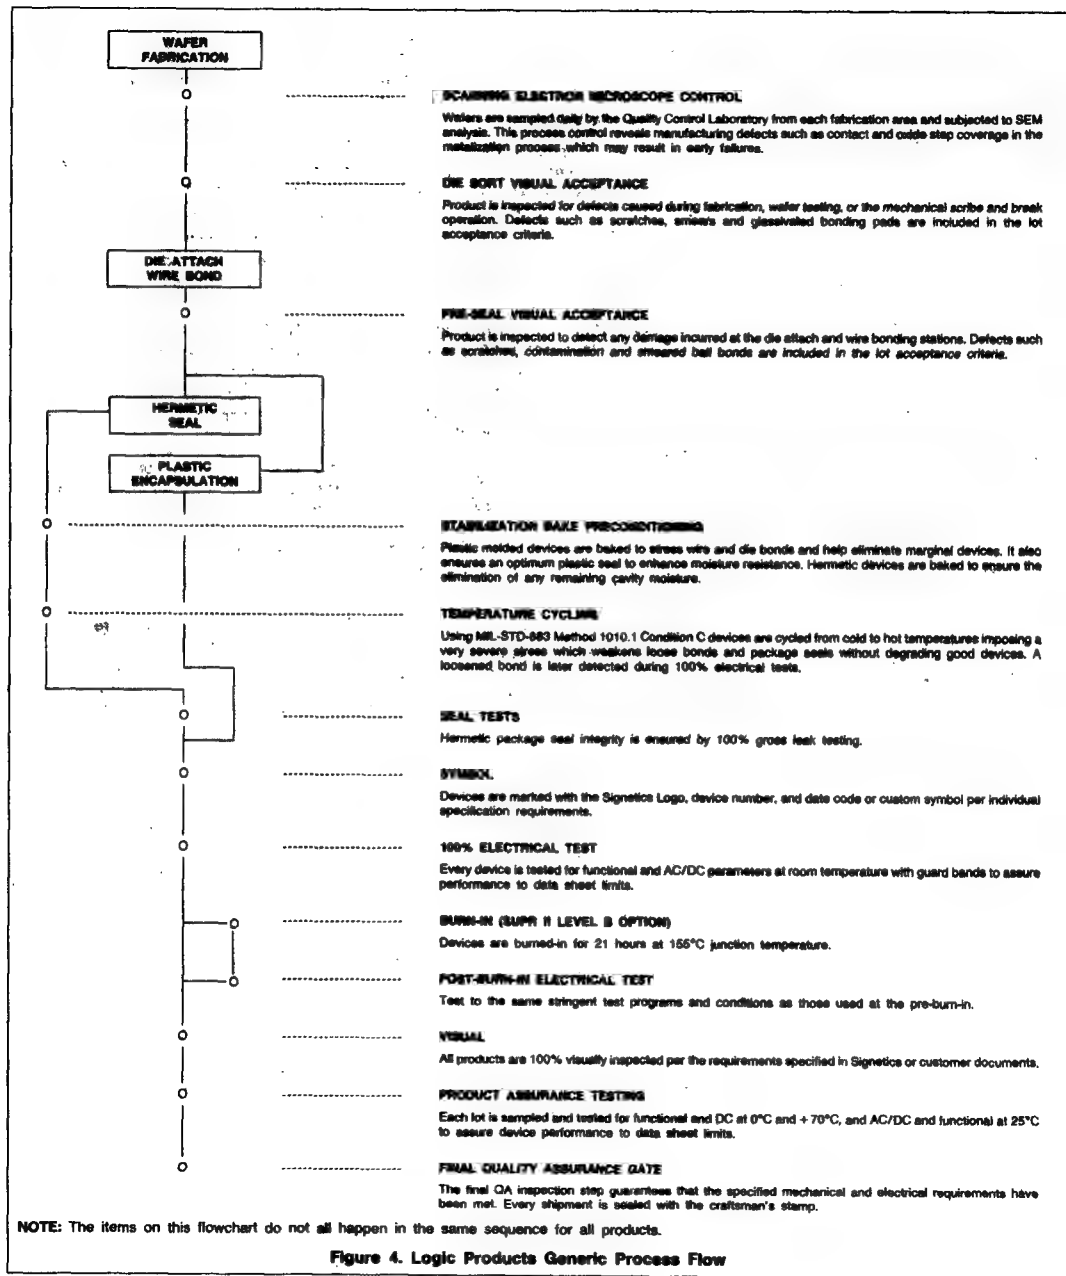 WAFER
FABRICATION
SCANNING ELECTRON MICROSCOPE CONTROL
Wafers are sampled daily by the Quality Control Laboratory from each fabrication area and subjected to SEM
analysis. This process control reveals manufacturing defects such as contact and oxide step coverage in the
metalization process which may result in early failures.
DIE SORT VISUAL ACCEPTANCE
Product is inspected for defects caused during fabrication, wafer testing, or the mechanical scribe and break
operation. Defects such as scratches, smears and glassivated bonding pads are included in the lot
acceptance criteria.
DIE ATTACH
WIRE BOND
PRE-SEAL VISUAL ACCEPTANCE
Product is inspected to detect any damage incurred at the die attach and wire bonding stations. Defects such
as scratches, contamination and smeared ball bonds are included in the lot acceptance criteria.
HERMETIC
SEAL
PLASTIC
ENCAPSULATION
STABILIZATION BAKE PRECONDITIONING
Plastic molded devices are baked to stress wire and die bonds and help eliminate marginal devices. It also
ensures an optimum plastic seal to enhance moisture resistance. Hermetic devices are baked to ensure the
elimination of any remaining cavity moisture.
TEMPERATURE CYCLING
Using MIL-STD-883 Method 1010.1 Condition C devices are cycled from cold to hot temperatures imposing a
very severe stress which weakens loose bonds and package seals without degrading good devices. A
loosened bond is later detected during 100% electrical tests.
SEAL TESTS
Hermetic package seal integrity is ensured by 100% gross leak testing.
SYMBOL
Devices are marked with the Signetics Logo, device number, and date code or custom symbol per individual
specification requirements.
100% ELECTRICAL TEST
Every device is tested for functional and AC/DC parameters at room temperature with guard bands to assure
performance to data sheet limits.
BURN-IN (SUPR II LEVEL B OPTION)
Devices are burned-in for 21 hours at 155°C junction temperature.
POST-BURN-IN ELECTRICAL TEST
Test to the same stringent test programs and conditions as those used at the pre-burn-in.
VISUAL
All products are 100% visually inspected per the requirements specified in Signetics or customer documents.
PRODUCT ASSURANCE TESTING
Each lot is sampled and tested for functional and DC at 0°C and +70°C, and AC/DC and functional at 25°C
to assure device performance to data sheet limits.
FINAL QUALITY ASSURANCE GATE
The final QA inspection step guarantees that the specified mechanical and electrical requirements have
been met. Every shipment is sealed with the craftsman's stamp.
NOTE: The items on this flowchart do not all happen in the same sequence for all products.
Figure 4. Logic Products Generic Process Flow